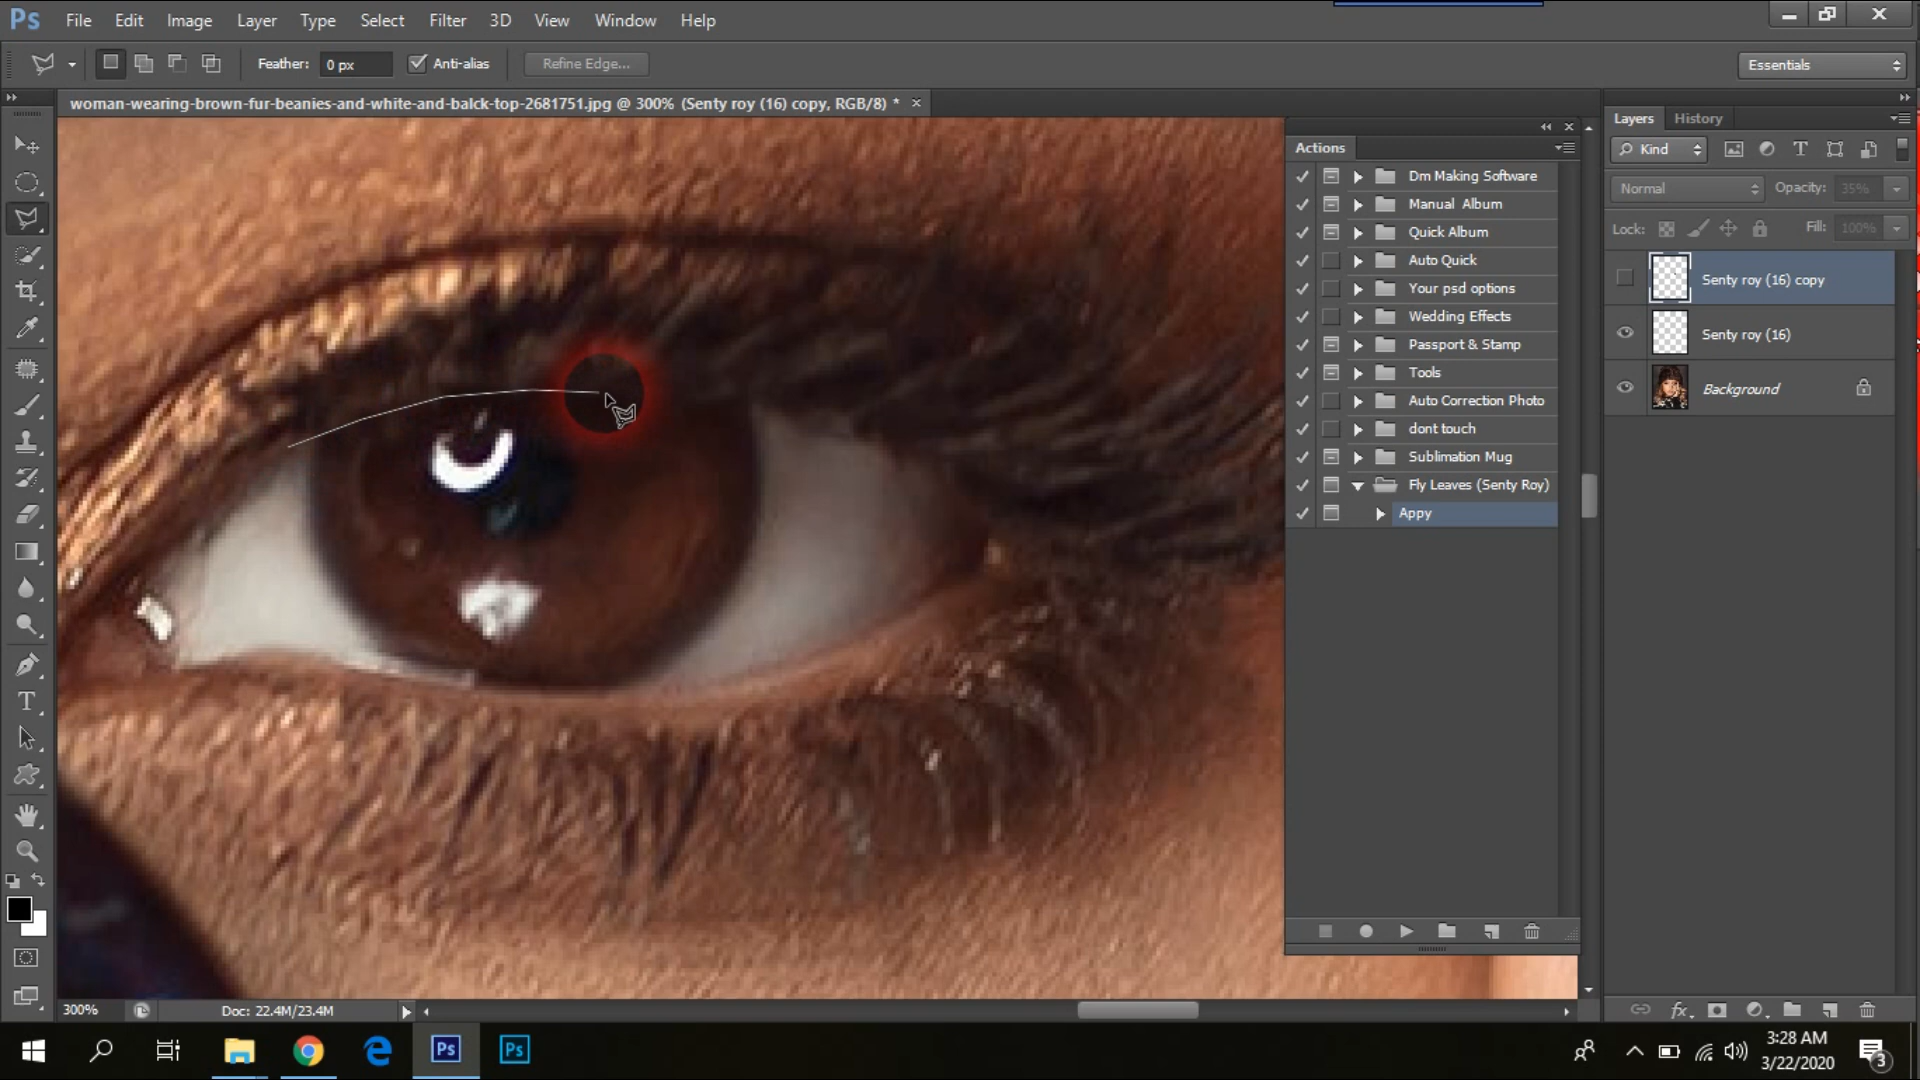 Ps File Edit Image Layer Type Select Filter 3D View Window Help
Feather: 0 px Anti-alias Refine Edge... Essentials
woman-wearing-brown-fur-beanies-and-white-and-balck-top-2681751.jpg @ 300% (Senty roy (16) copy, RGB/8) *
Actions
Dm Making Software
Manual Album
Quick Album
Auto Quick
Your psd options
Wedding Effects
Passport & Stamp
Tools
Auto Correction Photo
dont touch
Sublimation Mug
Fly Leaves (Senty Roy)
Appy
Layers History
Kind
Normal Opacity: 35%
Lock: Fill: 100%
Senty roy (16) copy
Senty roy (16)
Background
300% Doc: 22.4M/23.4M
Ps Ps
3:28 AM
3/22/2020
3